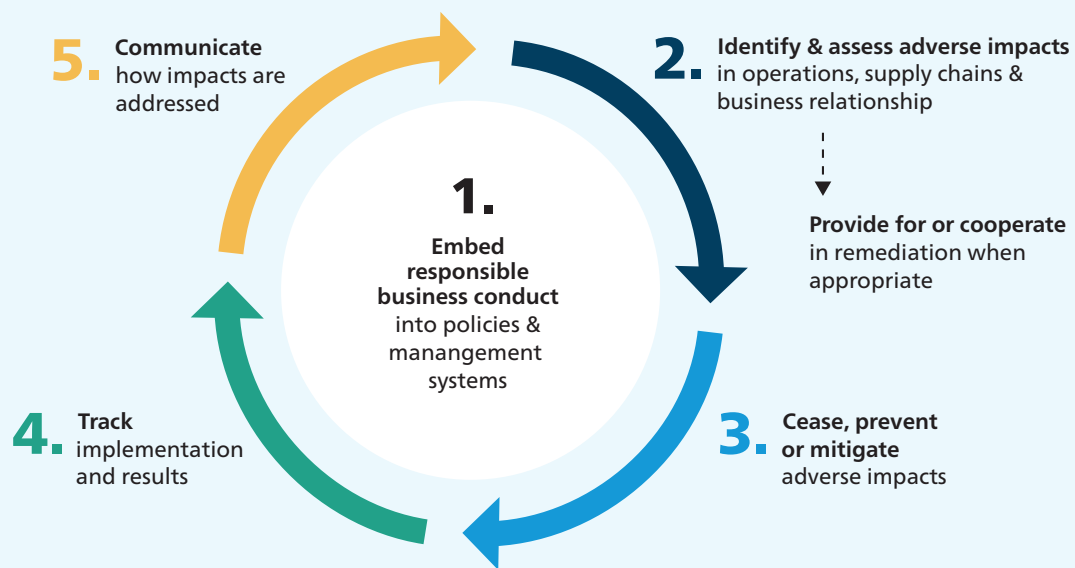 1.
Embed
responsible
business conduct
into policies &
manangement
systems
2.
Identify & assess adverse impacts
in operations, supply chains &
business relationship
Provide for or cooperate
in remediation when
appropriate
3.
Cease, prevent
or mitigate
adverse impacts
4.
Track
implementation
and results
5.
Communicate
how impacts are
addressed